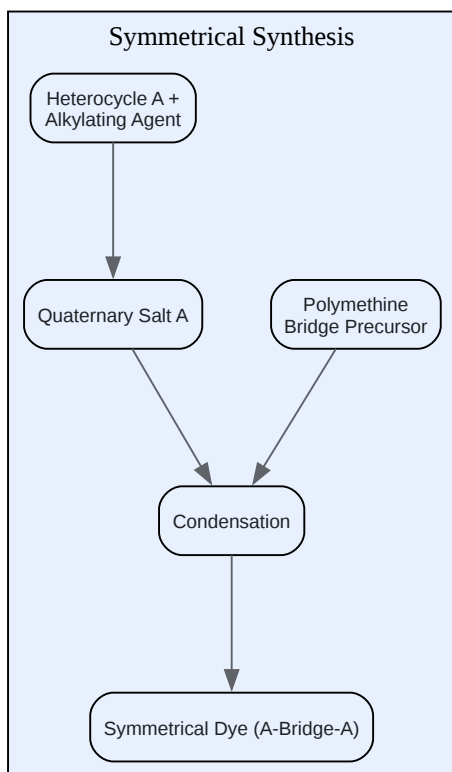 Symmetrical Synthesis
Heterocycle A +
Alkylating Agent
Quaternary Salt A
Polymethine
Bridge Precursor
Condensation
Symmetrical Dye (A-Bridge-A)